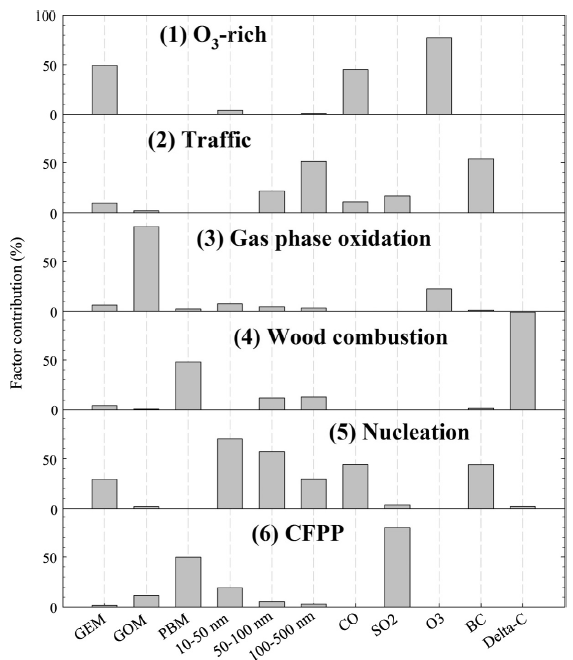 100
(1) O3-rich
50
0
(2) Traffic
50
0
(3) Gas phase oxidation
50
0
(4) Wood combustion
50
0
(5) Nucleation
50
0
(6) CFPP
50
0
Factor contribution (%)
GEM
GOM
PBM
10-50 nm
50-100 nm
100-500 nm
CO
SO2
O3
BC
Delta-C